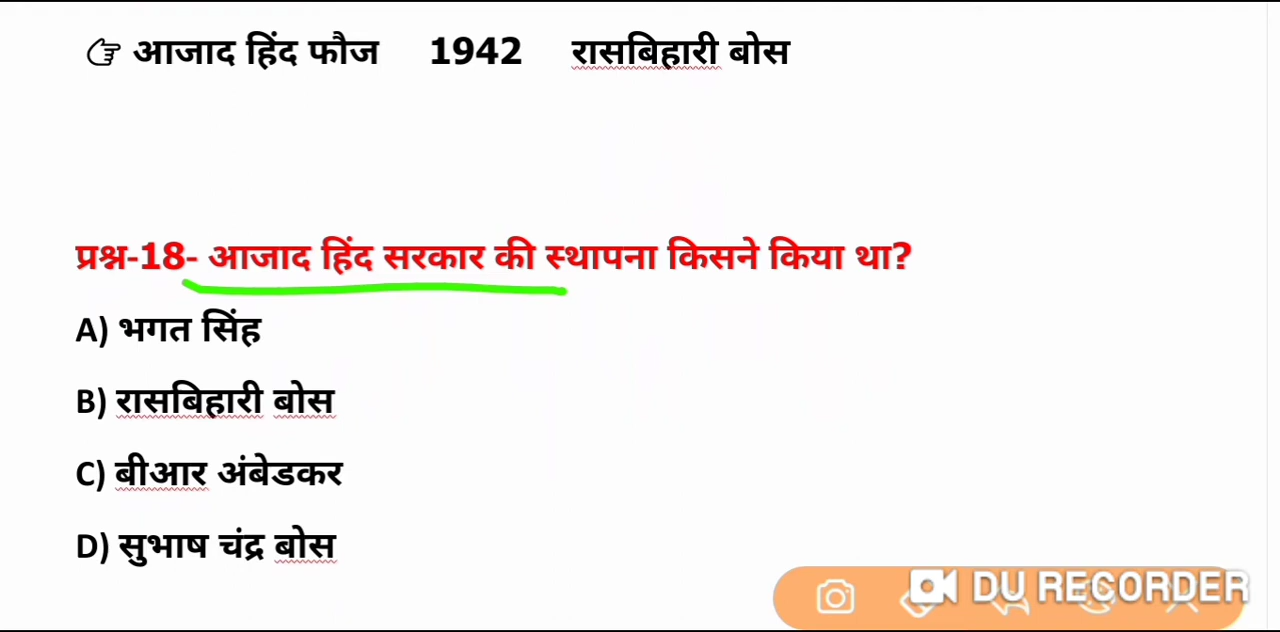 ☞ आजाद हिंद फौज 1942 रासबिहारी बोस
प्रश्न-18- आजाद हिंद सरकार की स्थापना किसने किया था?
A) भगत सिंह
B) रासबिहारी बोस
C) बीआर अंबेडकर
D) सुभाष चंद्र बोस
DU RECORDER